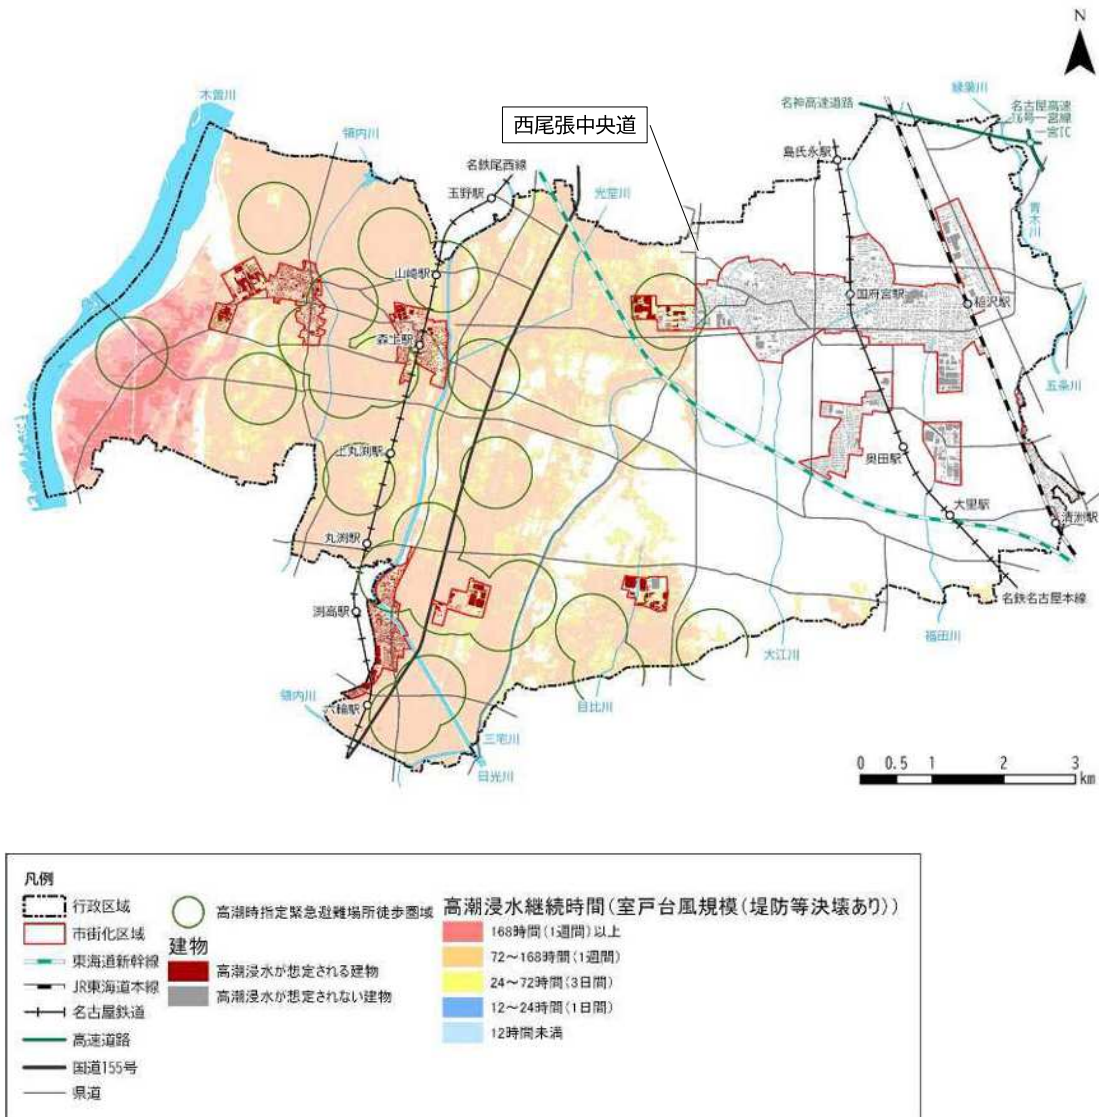 N
木曽川
領内川
名鉄尾西線
玉野駅
西尾張中央道
光堂川
名神高速道路
島氏永駅
縁葉川
名古屋高速
16号一宮線
一宮IC
青木川
山崎駅
国府宮駅
稲沢駅
森上駅
五条川
上丸渕駅
奥田駅
大里駅
清洲駅
丸渕駅
渕高駅
名鉄名古屋本線
福田川
大江川
領内川
六輪駅
目比川
三宅川
日光川
0 0.5 1 2 3
km
凡例
行政区域
市街化区域
東海道新幹線
JR東海道本線
名古屋鉄道
高速道路
国道155号
県道
高潮時指定緊急避難場所徒歩圏域
建物
高潮浸水が想定される建物
高潮浸水が想定されない建物
高潮浸水継続時間(室戸台風規模(堤防等決壊あり))
168時間(1週間)以上
72～168時間(1週間)
24～72時間(3日間)
12～24時間(1日間)
12時間未満